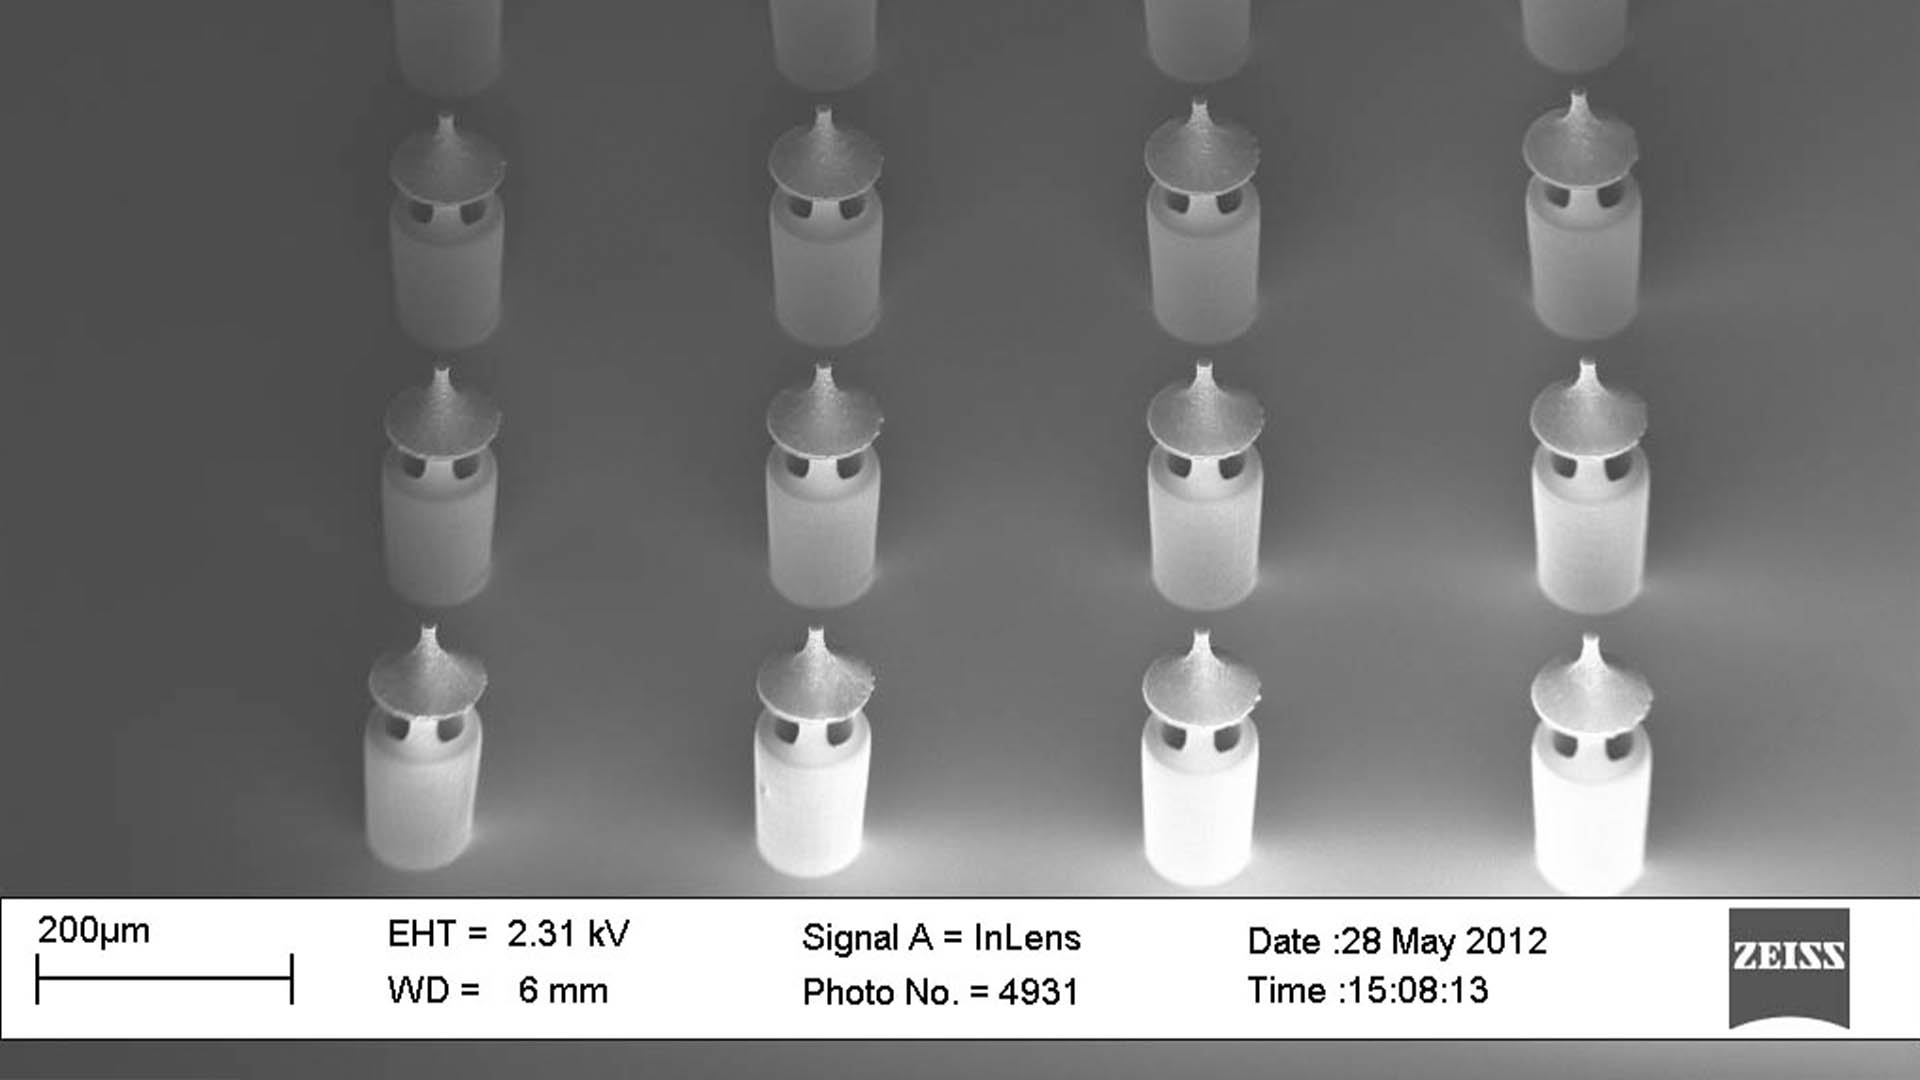 200µm
EHT = 2.31 kV
WD = 6 mm
Signal A = InLens
Photo No. = 4931
Date :28 May 2012
Time :15:08:13
ZEISS